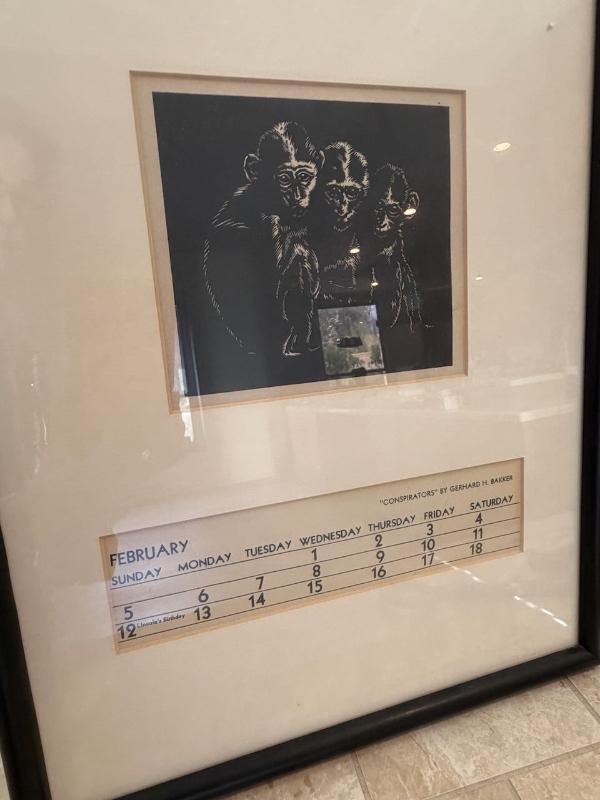 "CONSPIRATORS" BY GERHARD H. BAKKER
FEBRUARY
SUNDAY MONDAY TUESDAY WEDNESDAY THURSDAY FRIDAY SATURDAY
1 2 3 4
5 6 7 8 9 10 11
12 Lincoln's Birthday 13 14 15 16 17 18